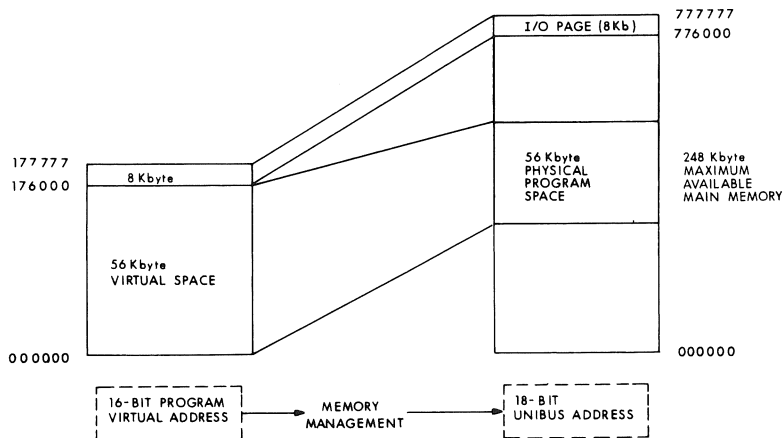 777777
I/O PAGE (8Kb)
776000
177777
176000
8 Kbyte
56 Kbyte
VIRTUAL SPACE
000000
56 Kbyte
PHYSICAL
PROGRAM
SPACE
248 Kbyte
MAXIMUM
AVAILABLE
MAIN MEMORY
000000
16-BIT PROGRAM
VIRTUAL ADDRESS
MEMORY
MANAGEMENT
18-BIT
UNIBUS ADDRESS